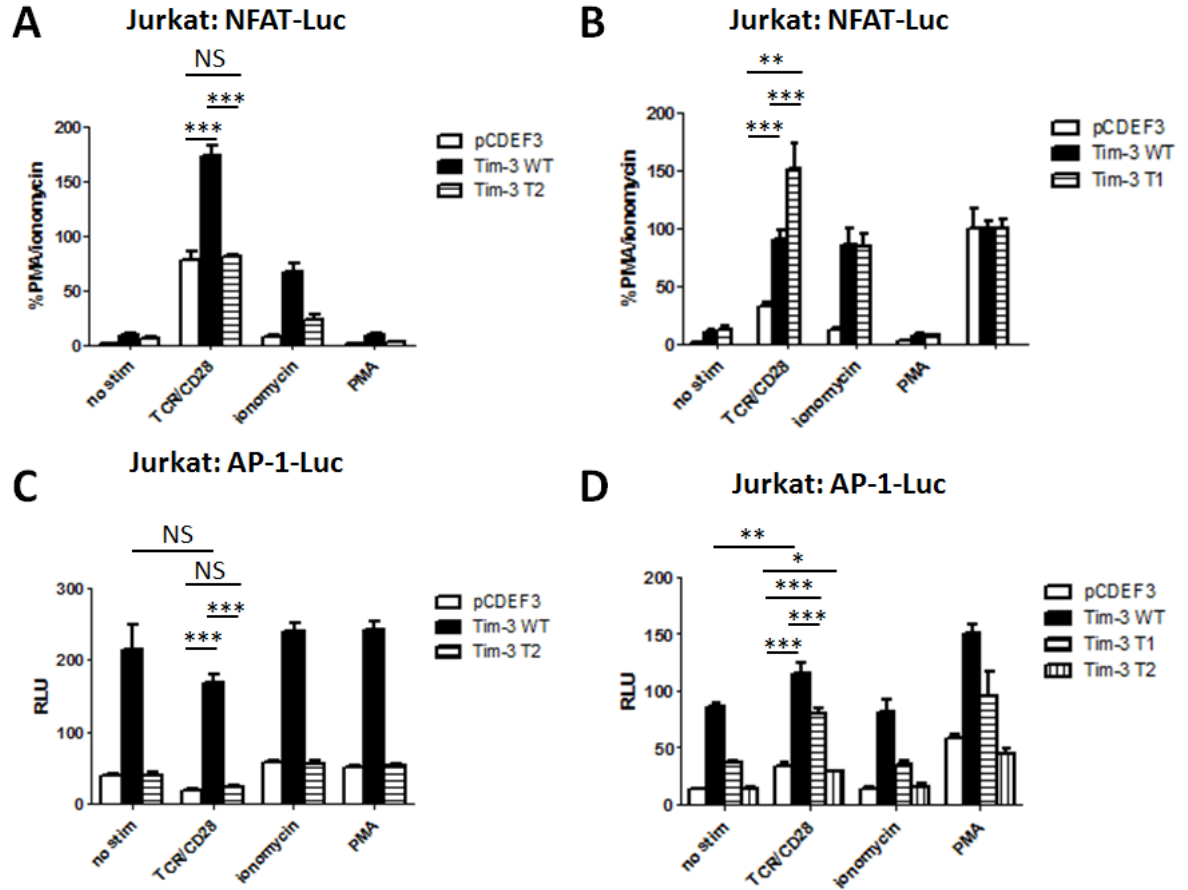 A
Jurkat: NFAT-Luc
NS
***
***
200
150
100
50
0
%PMA/ionomycin
no stim
TCR/CD28
ionomycin
PMA
pCDEF3
Tim-3 WT
Tim-3 T2
B
Jurkat: NFAT-Luc
**
***
***
200
150
100
50
0
%PMA/ionomycin
no stim
TCR/CD28
ionomycin
PMA
pCDEF3
Tim-3 WT
Tim-3 T1
C
Jurkat: AP-1-Luc
NS
NS
***
***
300
200
100
0
RLU
no stim
TCR/CD28
ionomycin
PMA
pCDEF3
Tim-3 WT
Tim-3 T2
D
Jurkat: AP-1-Luc
**
*
***
***
***
200
150
100
50
0
RLU
no stim
TCR/CD28
ionomycin
PMA
pCDEF3
Tim-3 WT
Tim-3 T1
Tim-3 T2